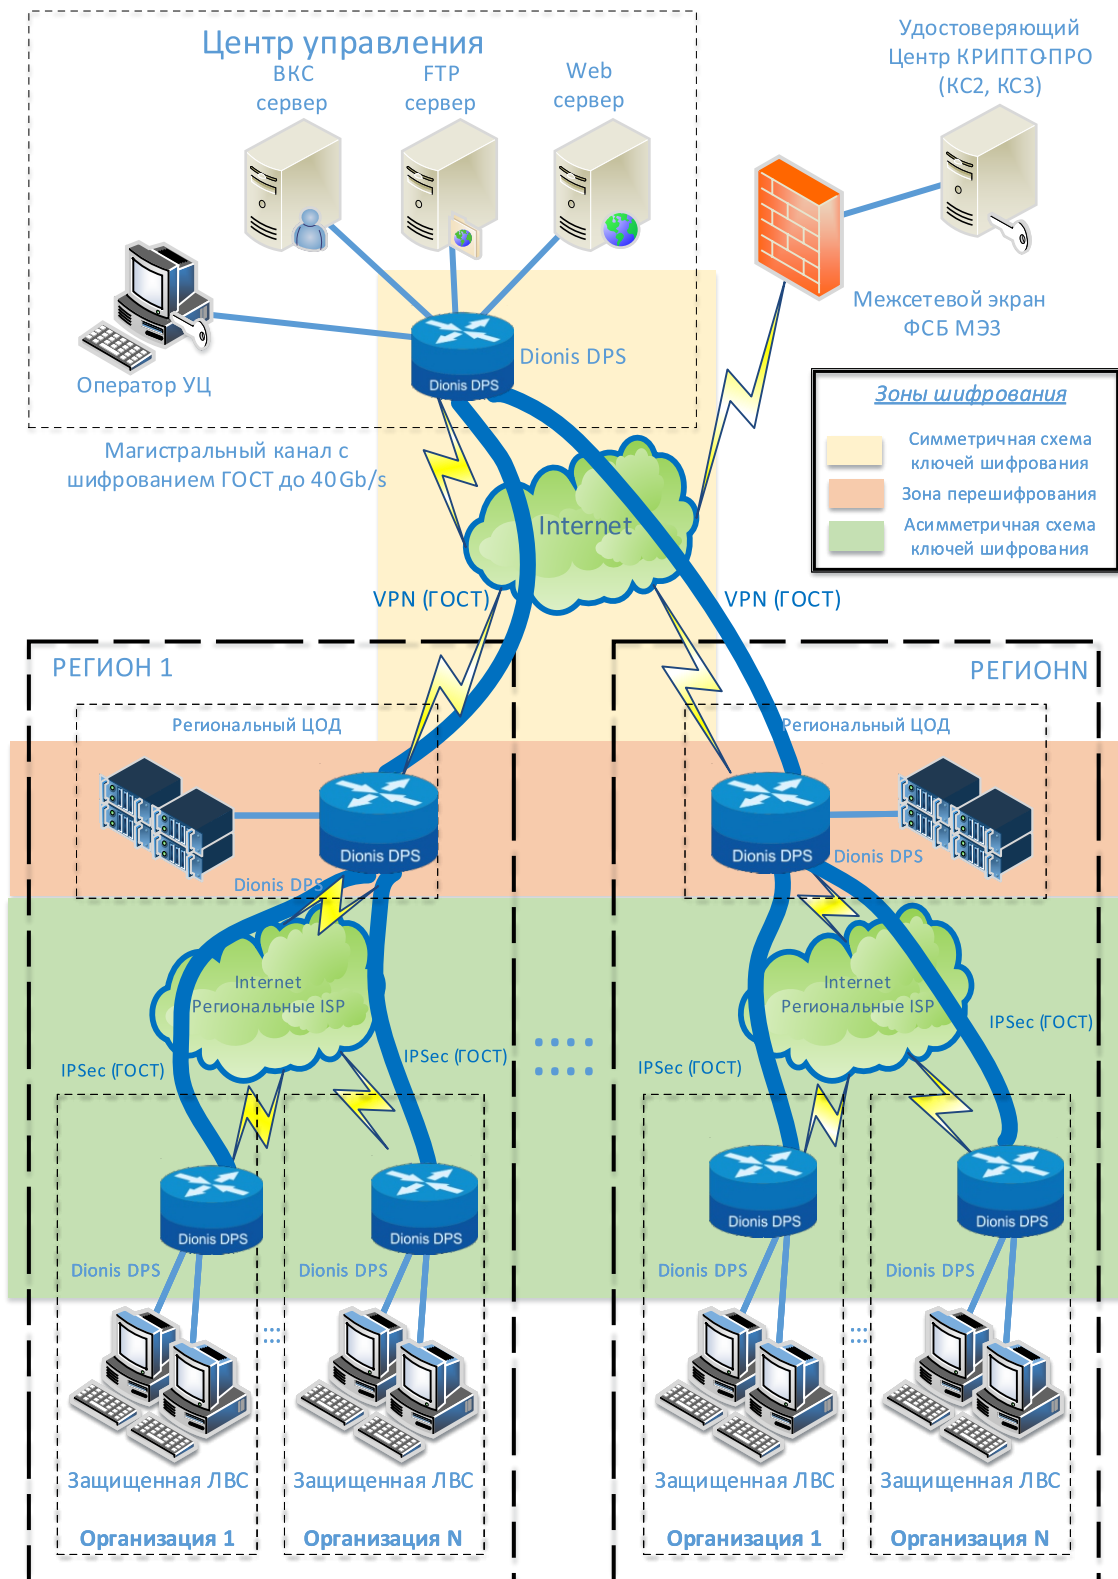 Центр управления
ВКС
сервер
FTP
сервер
Web
сервер
Удостоверяющий
Центр КРИПТО-ПРО
(КС2, КС3)
Межсетевой экран
ФСБ МЭ3
Оператор УЦ
Dionis DPS
Dionis DPS
Магистральный канал с
шифрованием ГОСТ до 40Gb/s
Зоны шифрования
Симметричная схема
ключей шифрования
Зона перешифрования
Асимметричная схема
ключей шифрования
Internet
VPN (ГОСТ)
VPN (ГОСТ)
РЕГИОН 1
Региональный ЦОД
Dionis DPS
Dionis DPS
Internet
Региональные ISP
IPSec (ГОСТ)
IPSec (ГОСТ)
Dionis DPS
Dionis DPS
Dionis DPS
Dionis DPS
Защищенная ЛВС
Защищенная ЛВС
Организация 1
Организация N
РЕГИОНN
Региональный ЦОД
Dionis DPS
Dionis DPS
Internet
Региональные ISP
IPSec (ГОСТ)
IPSec (ГОСТ)
Dionis DPS
Dionis DPS
Dionis DPS
Dionis DPS
Защищенная ЛВС
Защищенная ЛВС
Организация 1
Организация N